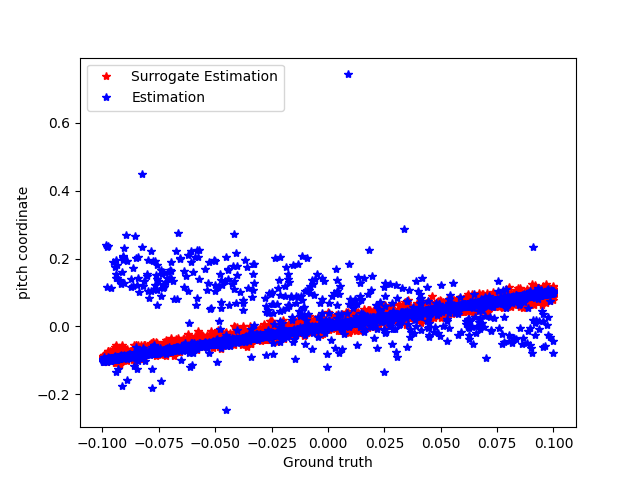 Surrogate Estimation
Estimation
0.6
0.4
0.2
0.0
−0.2
pitch coordinate
−0.100 −0.075 −0.050 −0.025 0.000 0.025 0.050 0.075 0.100
Ground truth